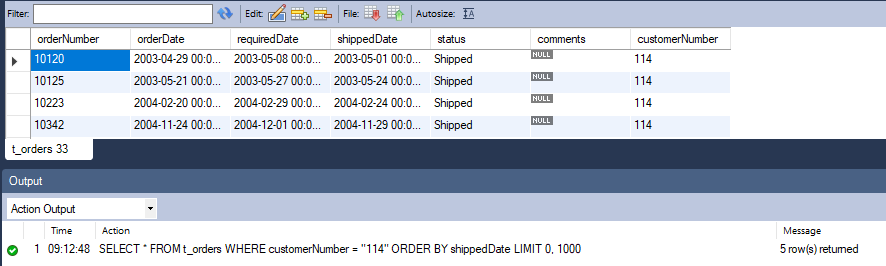 Filter: Edit: File: Autosize:
orderNumber orderDate requiredDate shippedDate status comments customerNumber
10120 2003-04-29 00:0... 2003-05-08 00:0... 2003-05-01 00:0... Shipped NULL 114
10125 2003-05-21 00:0... 2003-05-27 00:0... 2003-05-24 00:0... Shipped NULL 114
10223 2004-02-20 00:0... 2004-02-29 00:0... 2004-02-24 00:0... Shipped NULL 114
10342 2004-11-24 00:0... 2004-12-01 00:0... 2004-11-29 00:0... Shipped NULL 114
t_orders 33
Output
Action Output
Time Action Message
1 09:12:48 SELECT * FROM t_orders WHERE customerNumber = "114" ORDER BY shippedDate LIMIT 0, 1000 5 row(s) returned